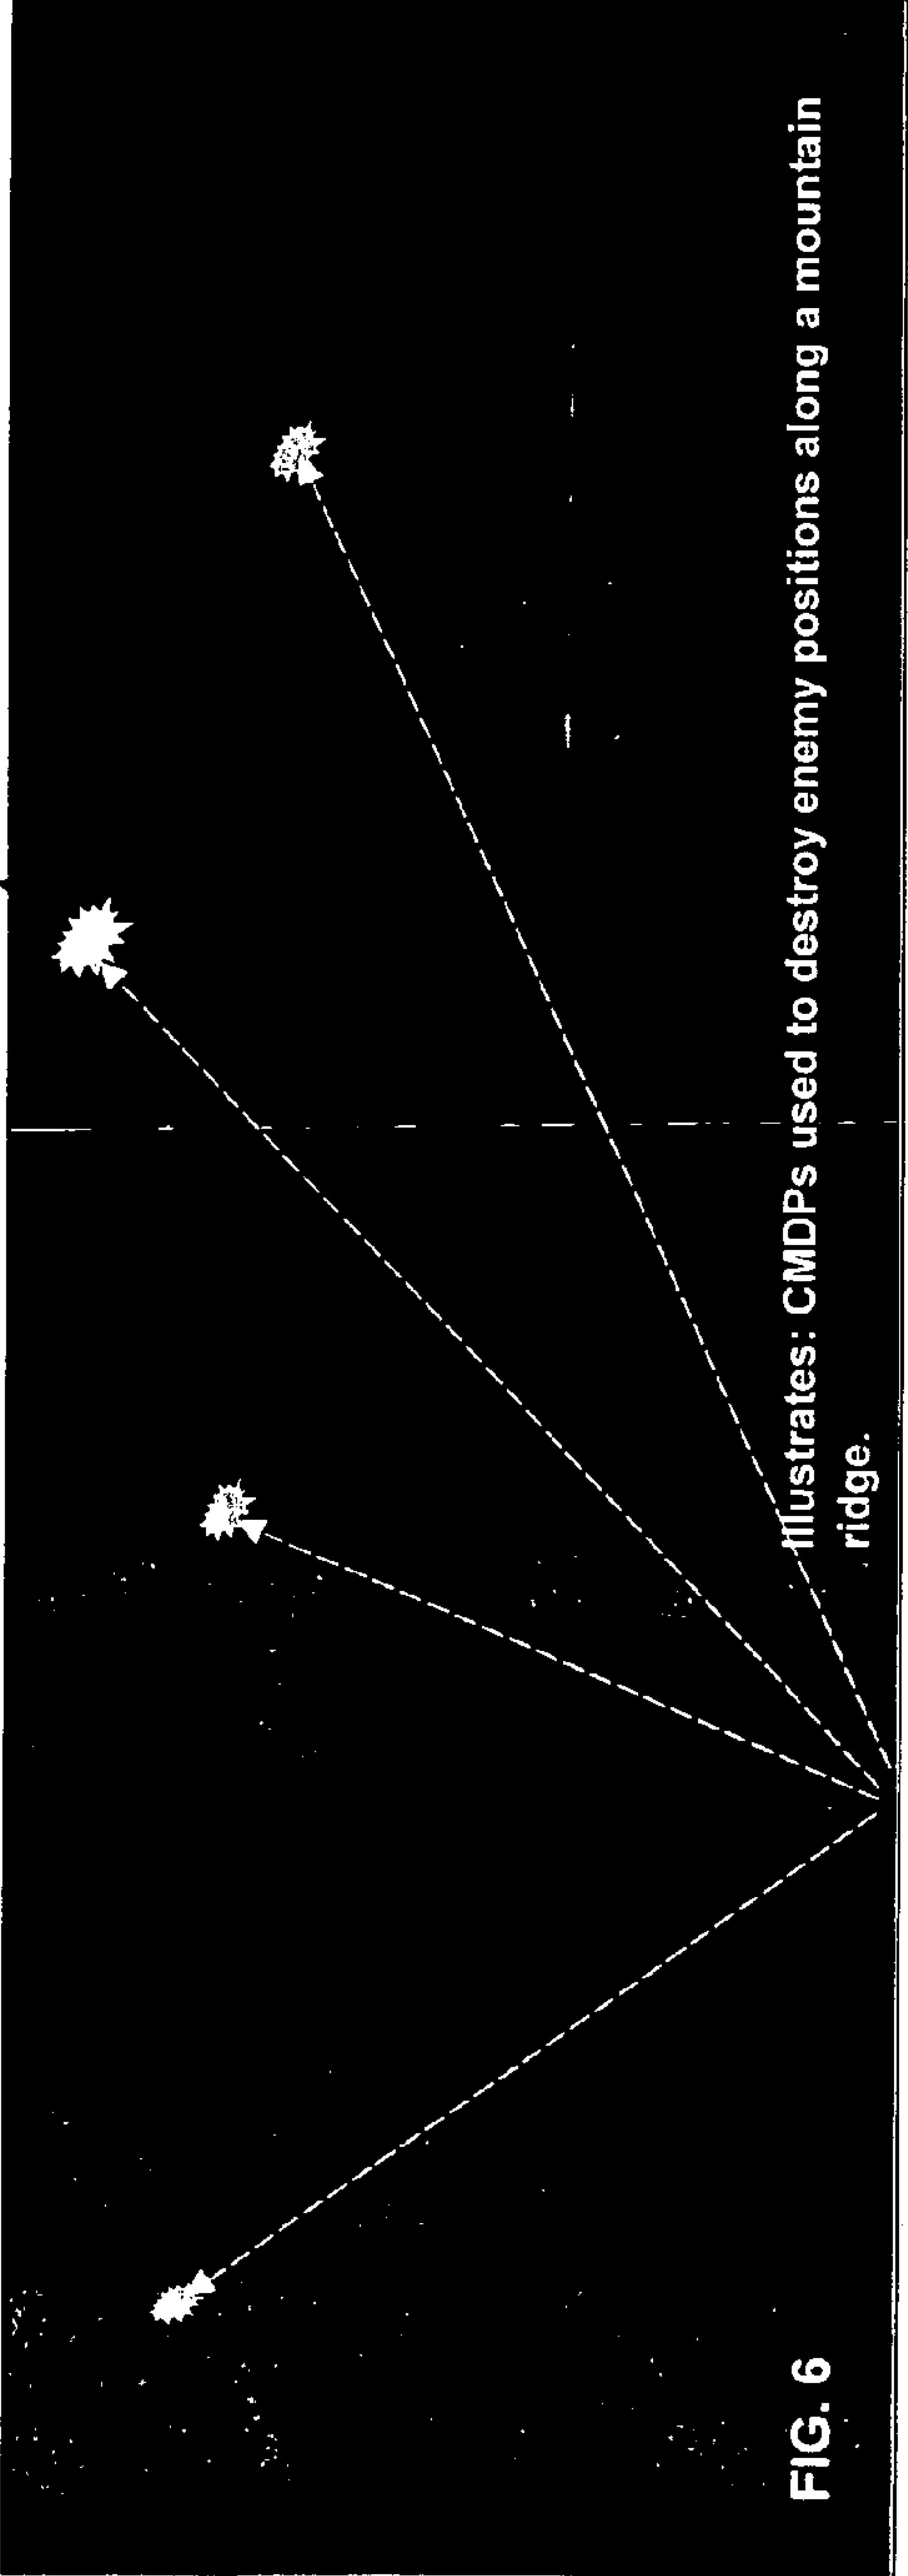 FIG. 6
Illustrates: CMDPs used to destroy enemy positions along a mountain
ridge.